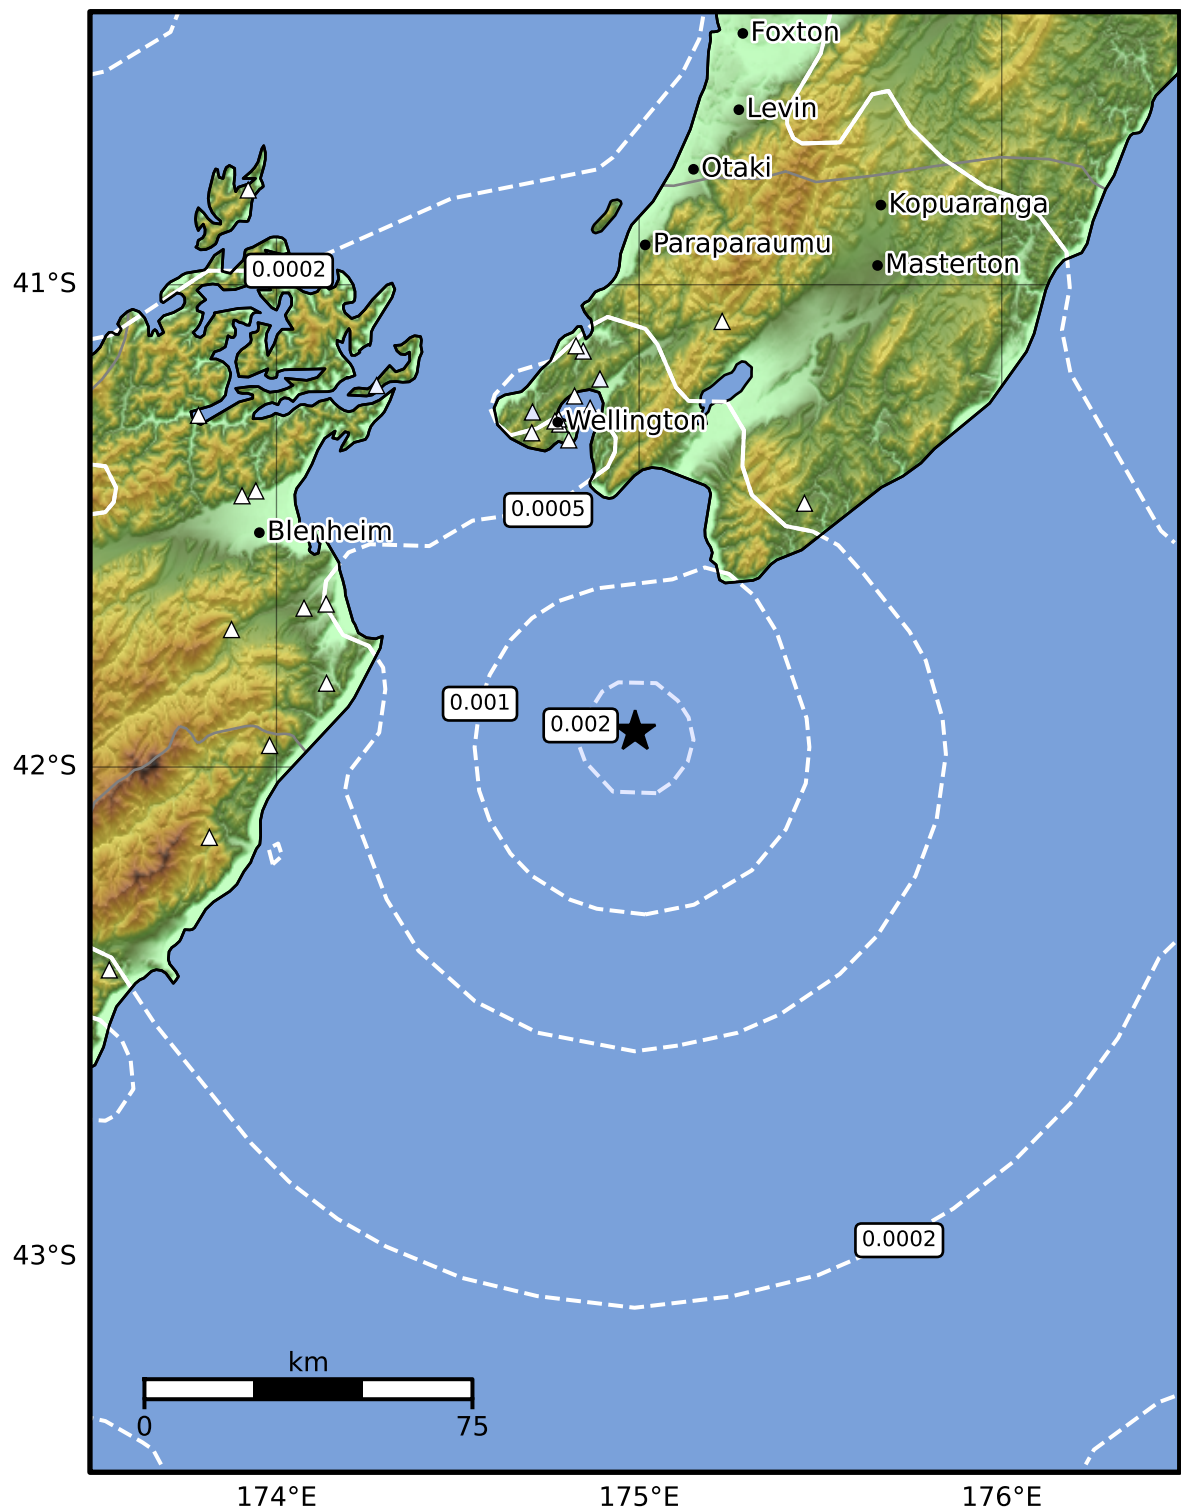 Foxton
Levin
Otaki
Kopuaranga
Paraparaumu
Masterton
0.0002
41°S
Wellington
0.0005
Blenheim
0.001
0.002
42°S
0.0002
43°S
km
0
75
174°E
175°E
176°E